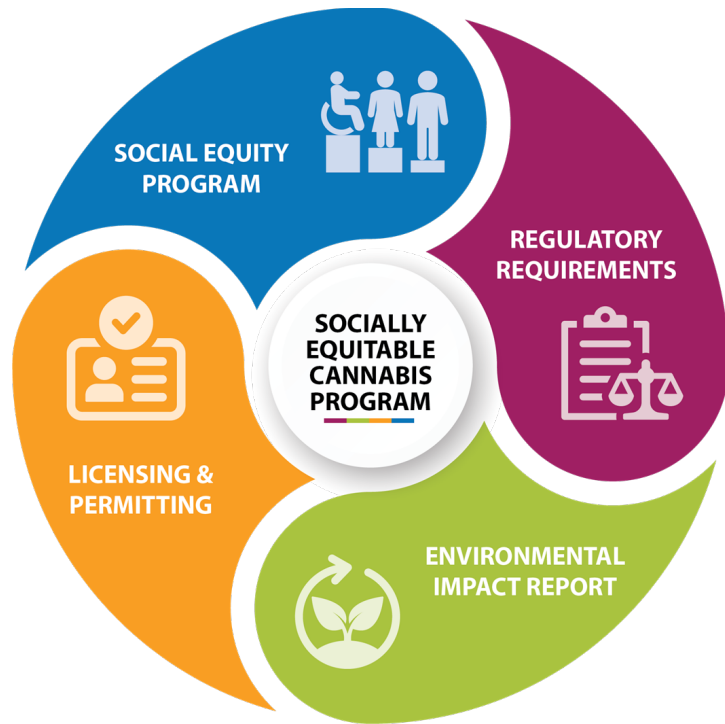 SOCIAL EQUITY
PROGRAM
REGULATORY
REQUIREMENTS
SOCIALLY
EQUITABLE
CANNABIS
PROGRAM
LICENSING &
PERMITTING
ENVIRONMENTAL
IMPACT REPORT